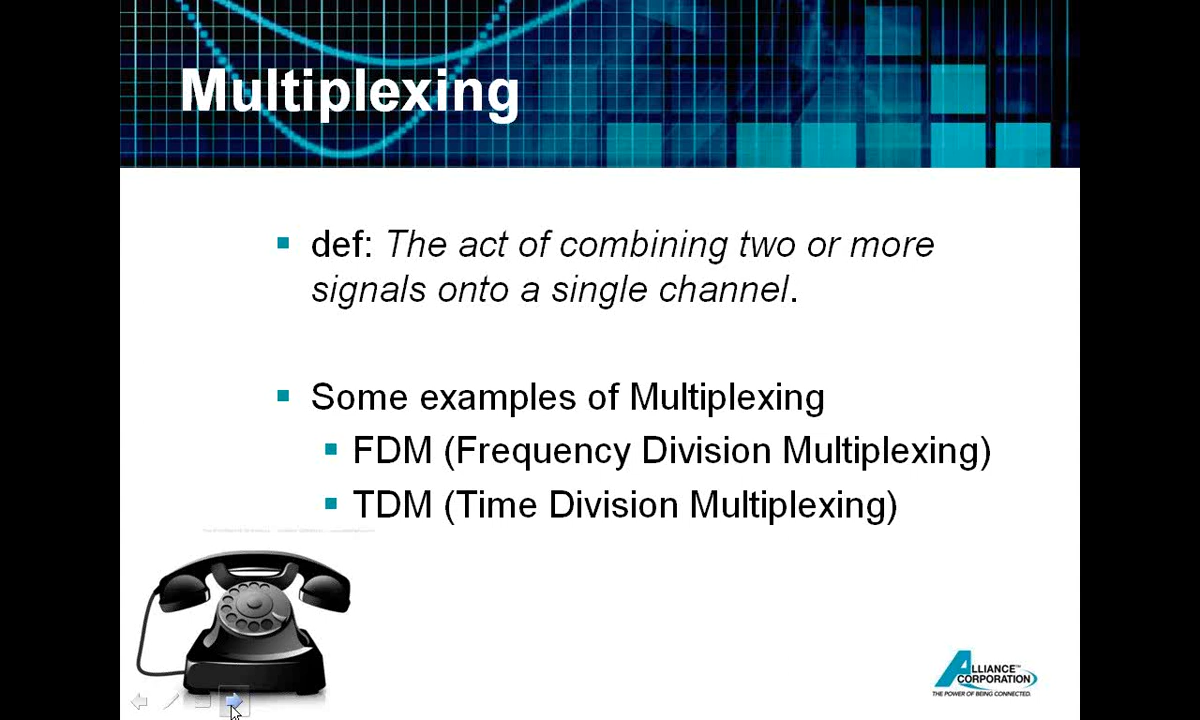 Multiplexing
def: The act of combining two or more
signals onto a single channel.
Some examples of Multiplexing
FDM (Frequency Division Multiplexing)
TDM (Time Division Multiplexing)
ALLIANCE™
CORPORATION
THE POWER OF BEING CONNECTED.